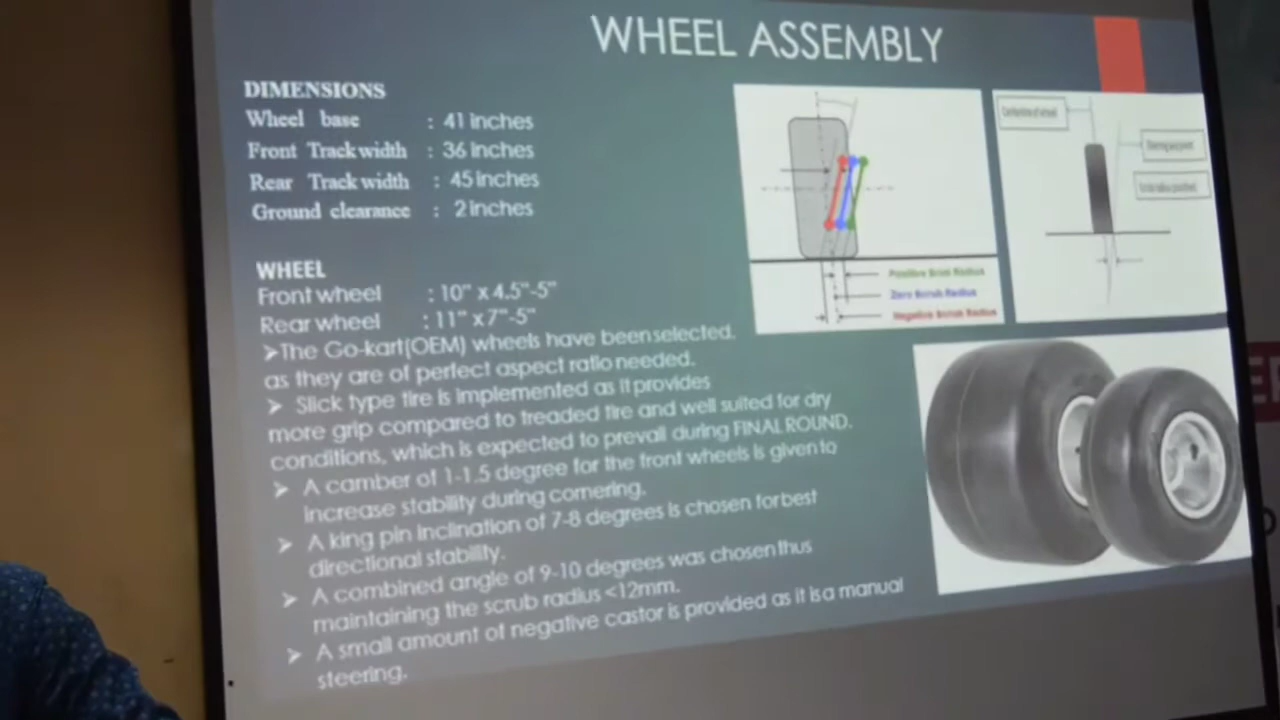 WHEEL ASSEMBLY
DIMENSIONS
Wheel base : 41 inches
Front Track width : 36 inches
Rear Track width : 45 inches
Ground clearance : 2 inches
WHEEL
Front wheel : 10" x 4.5"-5"
Rear wheel : 11" x7"-5"
➢The Go-kart(OEM) wheels have been selected.
as they are of perfect aspect ratio needed.
➢ Slick type tire is implemented as it provides
more grip compared to treaded tire and well suited for dry
conditions, which is expected to prevail during FINAL ROUND.
➢ A camber of 1-1.5 degree for the front wheels is given to
increase stability during cornering.
➢ A king pin inclination of 7-8 degrees is chosen for best
directional stability.
➢ A combined angle of 9-10 degrees was chosen thus
maintaining the scrub radius <12mm.
➢ A small amount of negative castor is provided as it is a manual
steering.
Positive Scrub Radius
Zero Scrub Radius
Negative Scrub Radius
Centerline of wheel